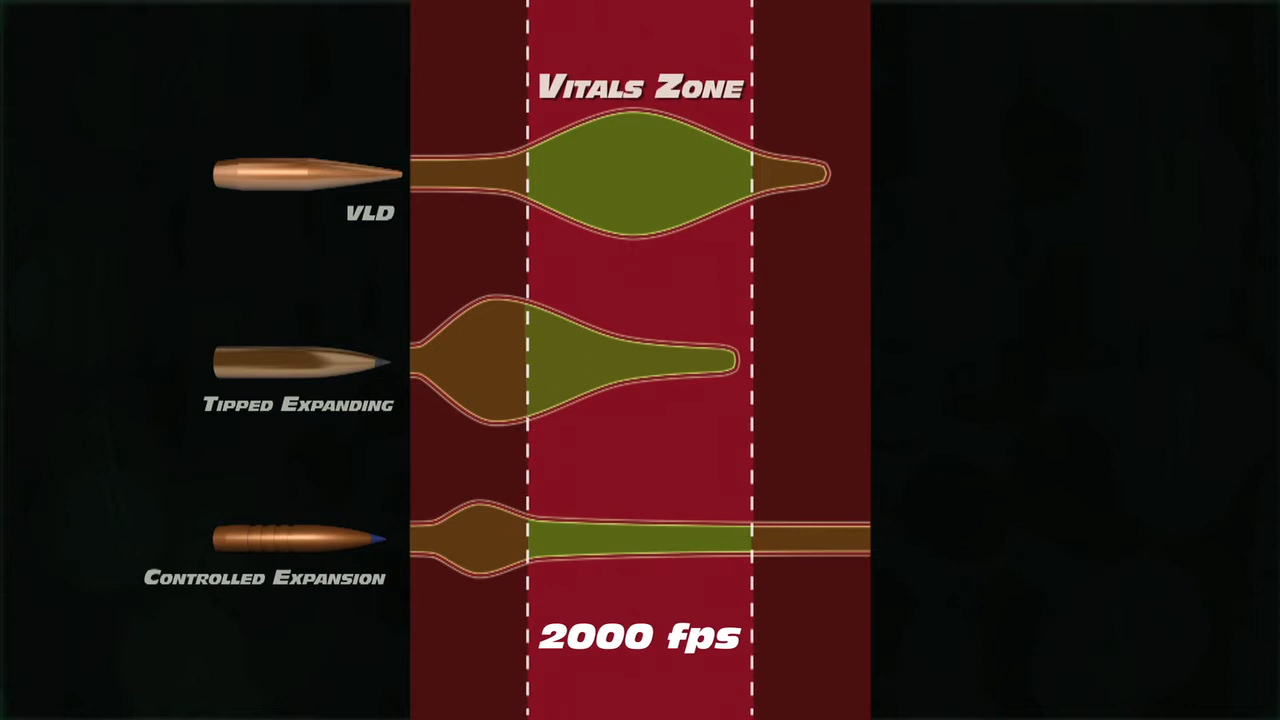 VITALS ZONE
VLD
TIPPED EXPANDING
CONTROLLED EXPANSION
2000 fps